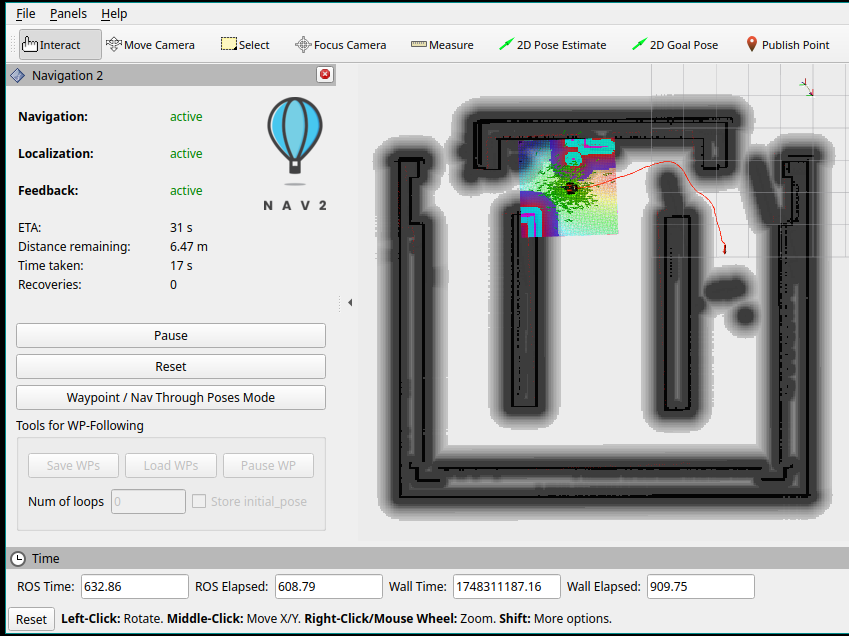 File Panels Help
Interact Move Camera Select Focus Camera Measure 2D Pose Estimate 2D Goal Pose Publish Point
Navigation 2
Navigation: active
Localization: active
Feedback: active
NAV2
ETA: 31 s
Distance remaining: 6.47 m
Time taken: 17 s
Recoveries: 0
Pause
Reset
Waypoint / Nav Through Poses Mode
Tools for WP-Following
Save WPs Load WPs Pause WP
Num of loops 0 Store initial_pose
Time
ROS Time: 632.86 ROS Elapsed: 608.79 Wall Time: 1748311187.16 Wall Elapsed: 909.75
Reset Left-Click: Rotate. Middle-Click: Move X/Y. Right-Click/Mouse Wheel: Zoom. Shift: More options.